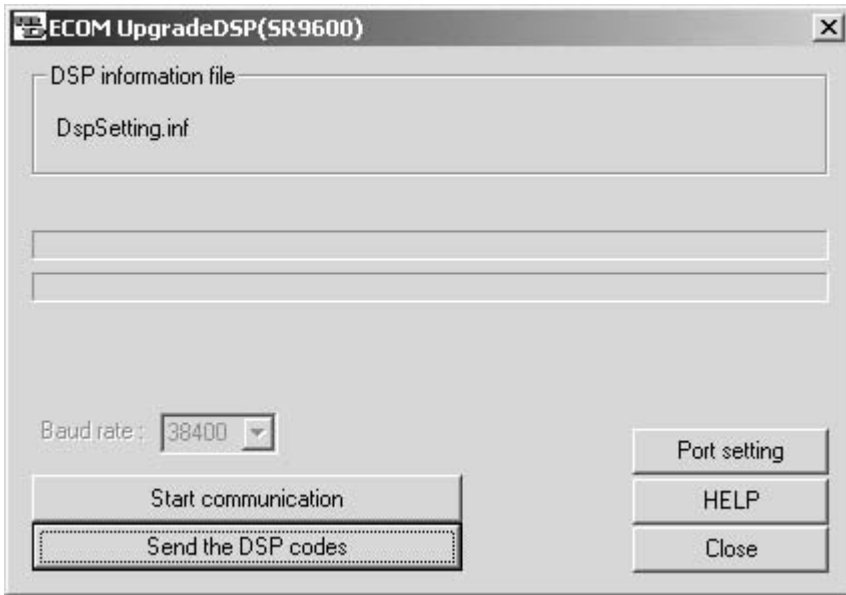 ECOM UpgradeDSP(SR9600)
DSP information file
DspSetting.inf
Baud rate : 38400
Port setting
Start communication
HELP
Send the DSP codes
Close